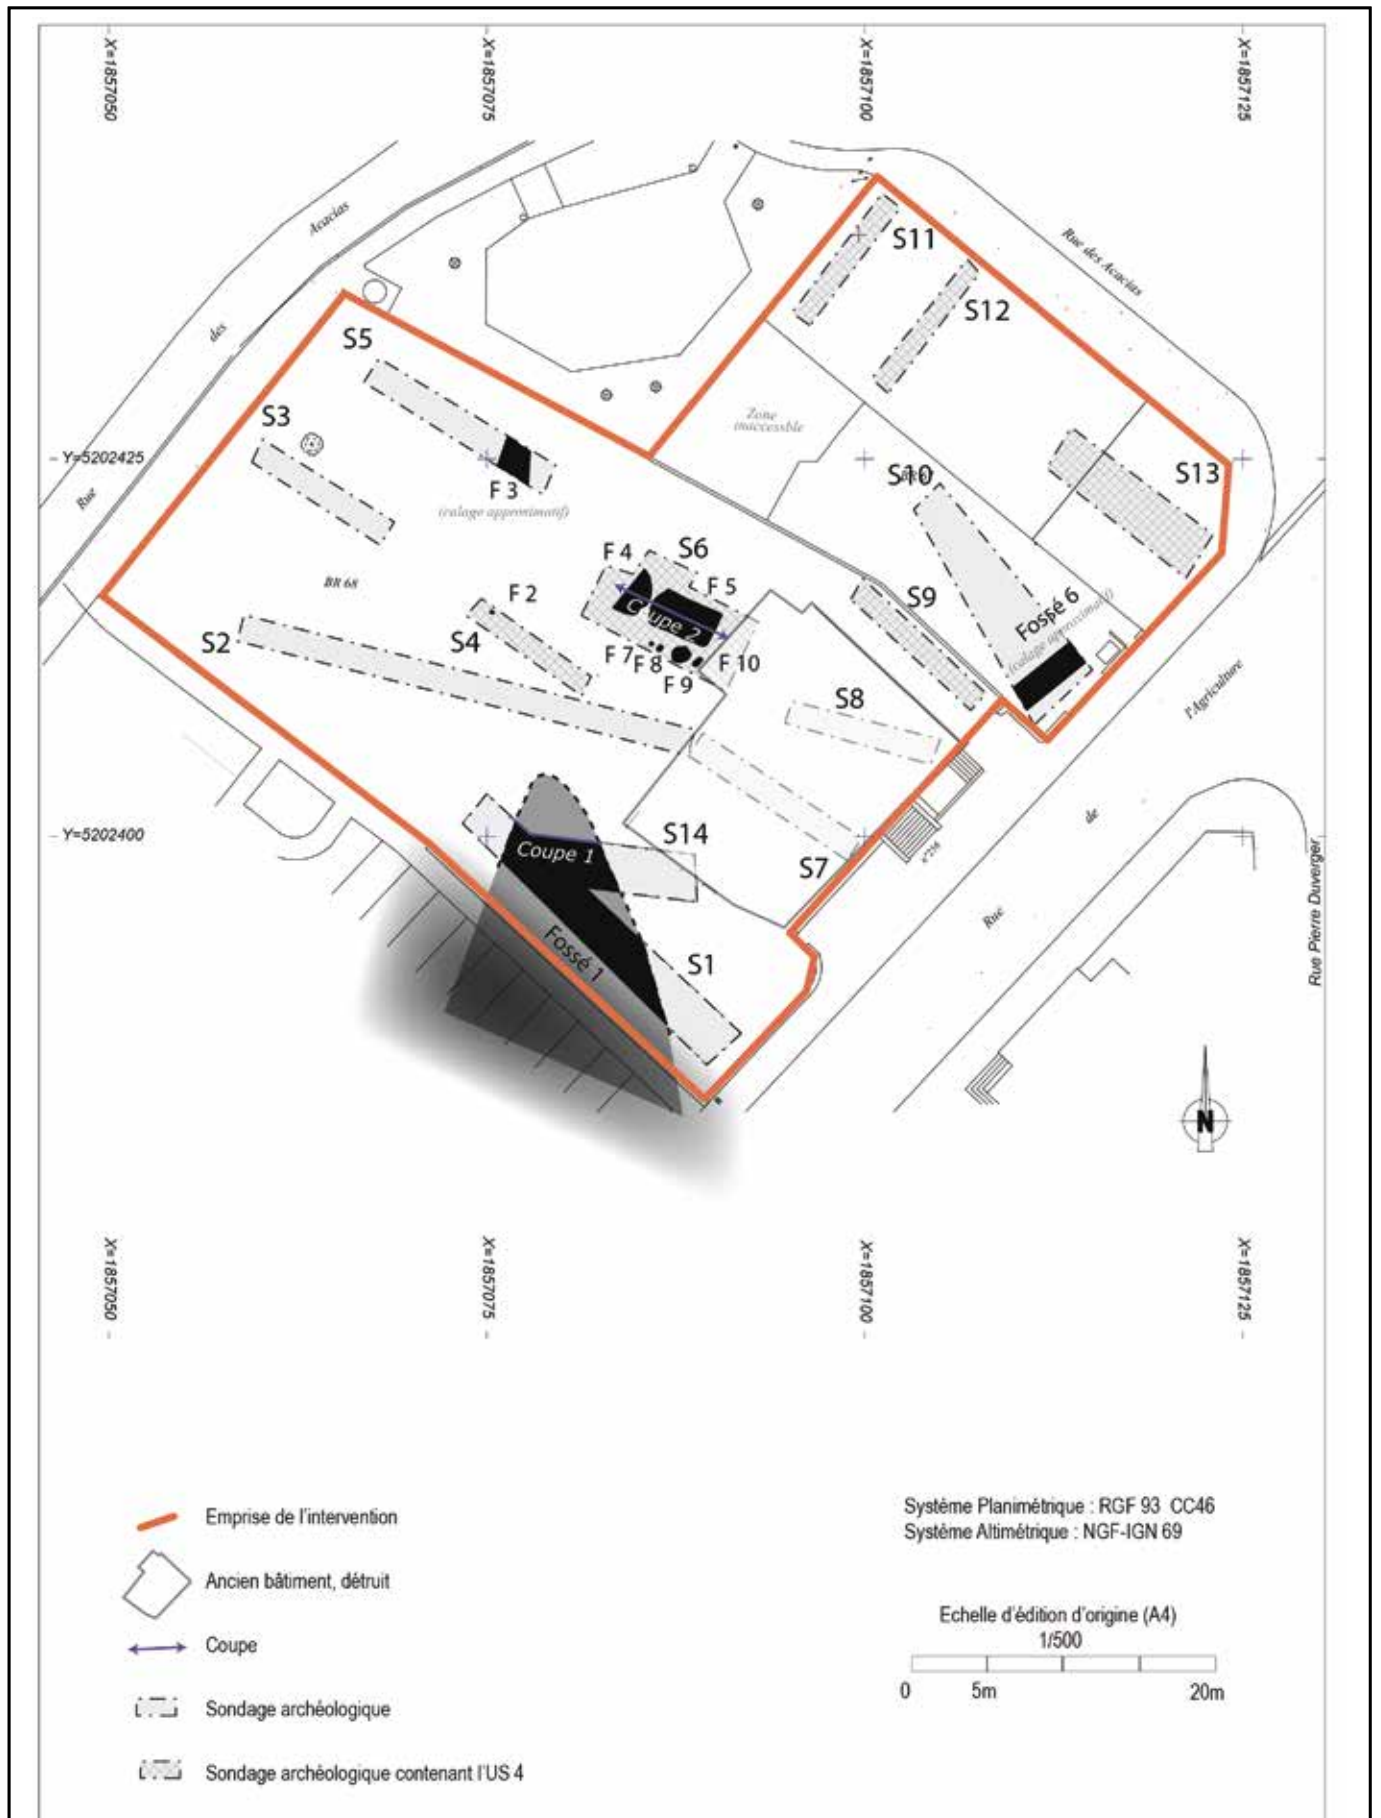 X=1857050
X=1857075
X=1857100
X=1857125
Acacias
des
Rue
Rue des Acacias
S11
S12
S5
S3
Zone
inaccessble
Y=5202425
F 3
(calage approximatif)
S10
S13
BR 68
F 4
S6
F 5
F 2
Coupe 2
S9
Fossé 6
(calage approximatif)
S2
S4
F 7
F 8
F 9
F 10
S8
l'Agriculture
de
Rue
Y=5202400
Coupe 1
S14
S7
n°256
Fossé 1
S1
Rue Pierre Duverger
N
X=1857050
X=1857075
X=1857100
X=1857125
Emprise de l'intervention
Ancien bâtiment, détruit
Coupe
Sondage archéologique
Sondage archéologique contenant l'US 4
Système Planimétrique : RGF 93 CC46
Système Altimétrique : NGF-IGN 69
Echelle d'édition d'origine (A4)
1/500
0 5m 20m